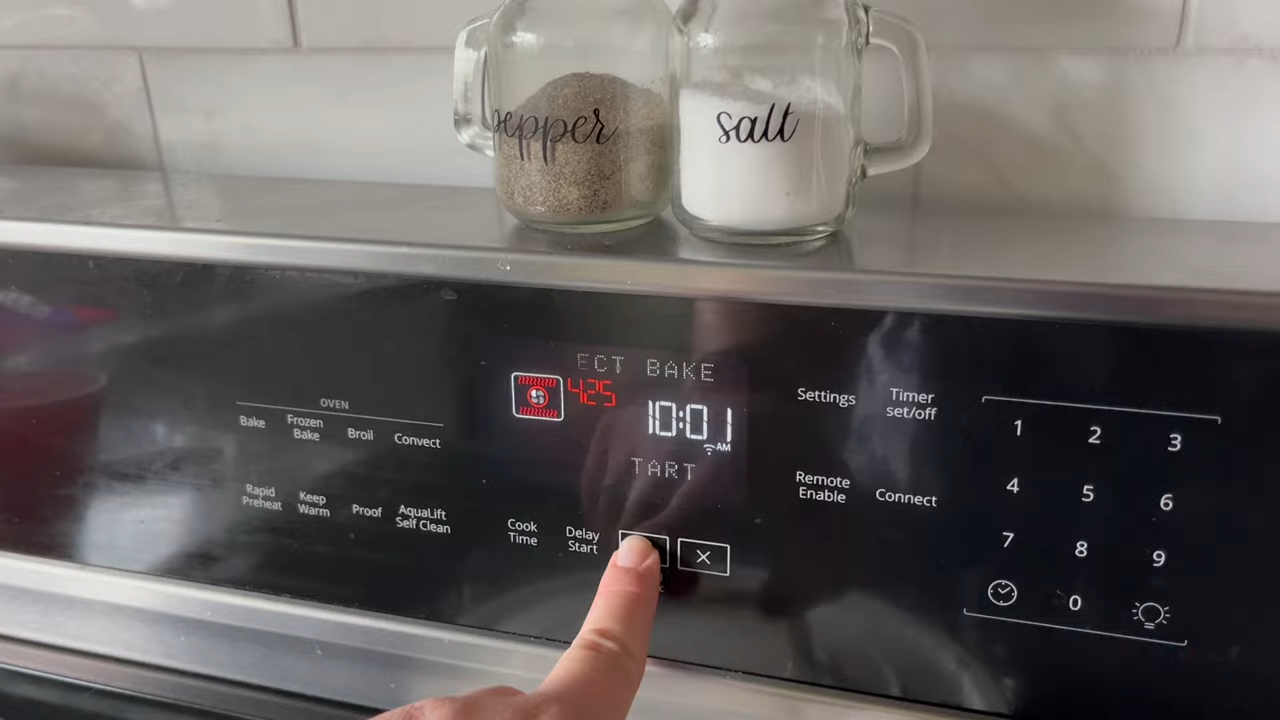 pepper
salt
ECT BAKE
425
10:01
AM
TART
OVEN
Bake
Frozen
Bake
Broil
Convect
Rapid
Preheat
Keep
Warm
Proof
AquaLift
Self Clean
Cook
Time
Delay
Start
Settings
Timer
set/off
Remote
Enable
Connect
1 2 3
4 5 6
7 8 9
0